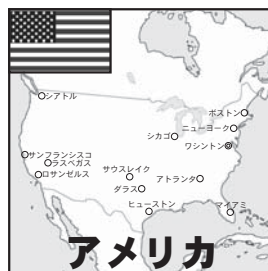 シアトル
ボストン
ニューヨーク
シカゴ
ワシントン
サンフランシスコ
ラスベガス
サウスレイク
アトランタ
ロサンゼルス
ダラス
ヒューストン
マイアミ
アメリカ